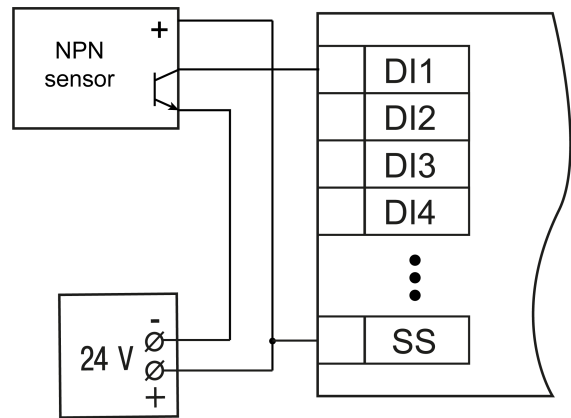 +
NPN
sensor
DI1
DI2
DI3
DI4
SS
-
24 V
+